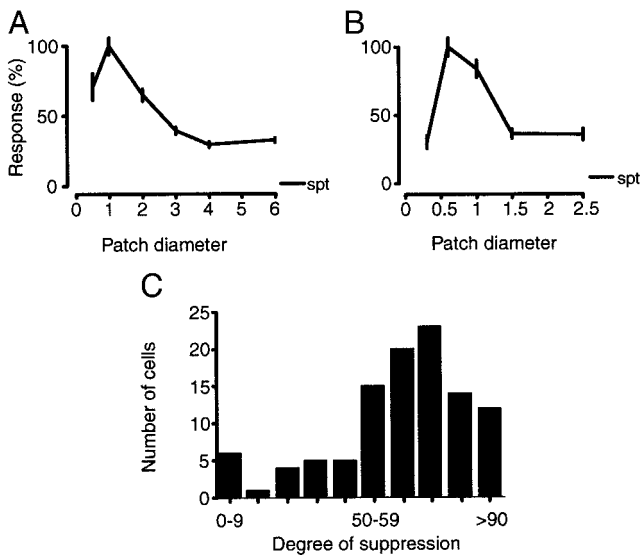 A
B
Response (%)
100
50
0
spt
0 1 2 3 4 5 6
Patch diameter
100
50
0
spt
0 0.5 1 1.5 2 2.5
Patch diameter
C
Number of cells
25
20
15
10
5
0
0-9 50-59 >90
Degree of suppression